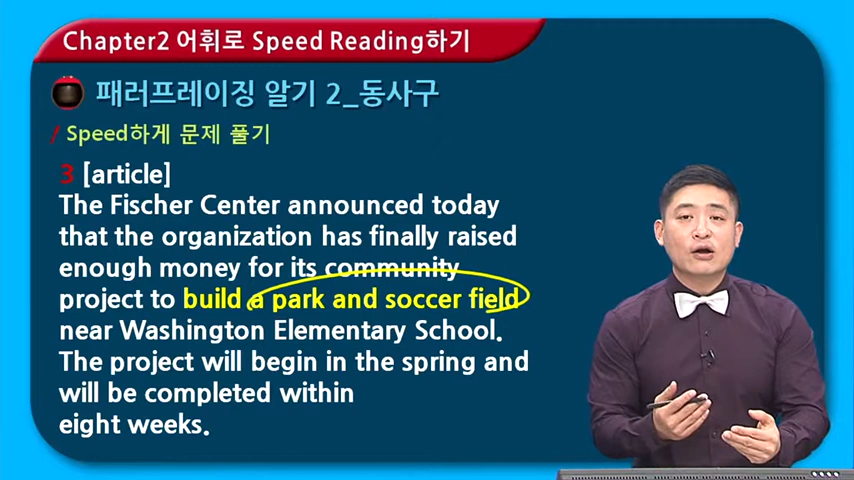 Chapter2 어휘로 Speed Reading하기
패러프레이징 알기 2_동사구
/ Speed하게 문제 풀기
3 [article]
The Fischer Center announced today
that the organization has finally raised
enough money for its community
project to build a park and soccer field
near Washington Elementary School.
The project will begin in the spring and
will be completed within
eight weeks.